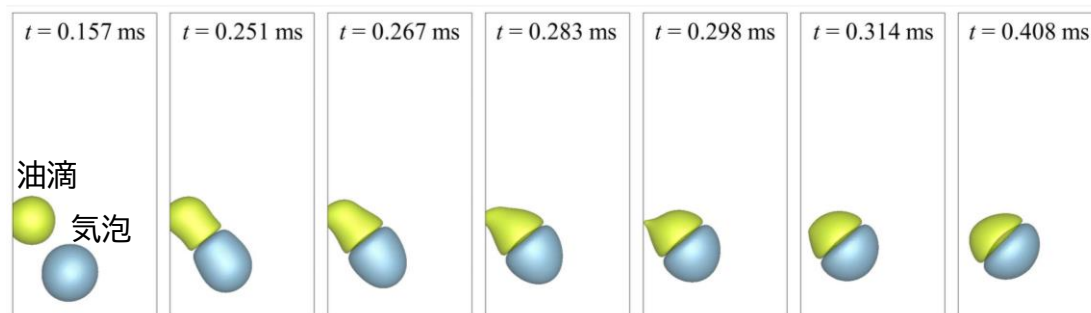 t = 0.157 ms
t = 0.251 ms
t = 0.267 ms
t = 0.283 ms
t = 0.298 ms
t = 0.314 ms
t = 0.408 ms
油滴
気泡